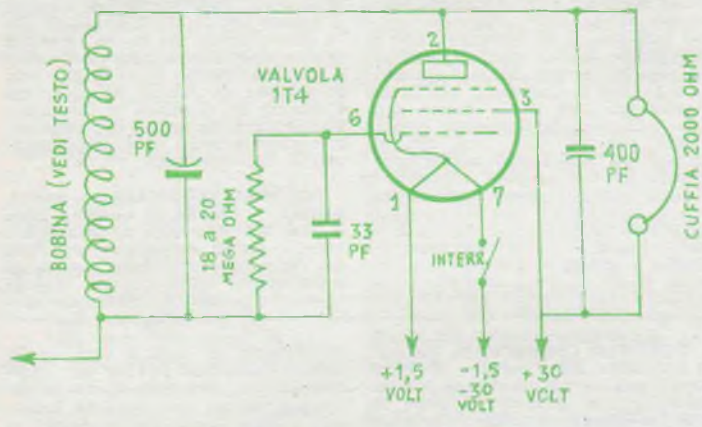 BOBINA (VEDI TESTO)
500
PF
18 a 20
MEGA OHM
VALVOLA
1T4
33
PF
2
6
3
1
7
INTERR.
400
PF
CUFFIA 2000 OHM
+1,5
VOLT
-1,5
-30
VOLT
+30
VOLT